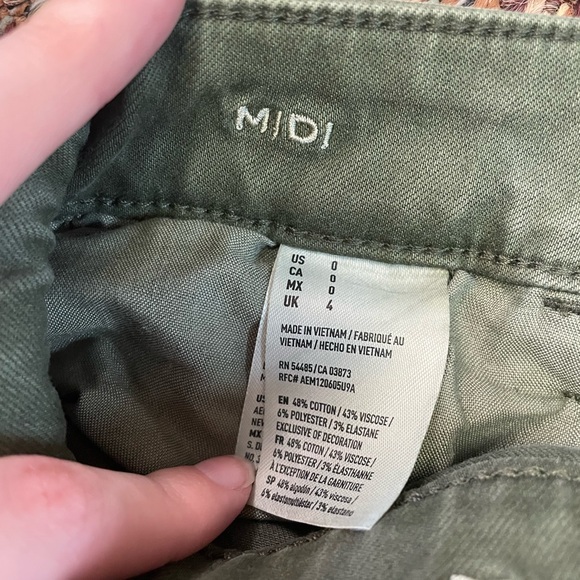 MIDI
US 0
CA 0
MX 0
UK 4
MADE IN VIETNAM / FABRIQUÉ AU
VIETNAM / HECHO EN VIETNAM
RN 54485 / CA 03873
RFC# AEM120605U9A
EN 48% COTTON / 43% VISCOSE /
6% POLYESTER / 3% ELASTANE
EXCLUSIVE OF DECORATION
FR 48% COTON / 43% VISCOSE /
6% POLYESTER / 3% ÉLASTHANNE
À L'EXCEPTION DE LA GARNITURE
SP 48% algodón / 43% viscosa /
6% elastomultiéster / 3% elastano